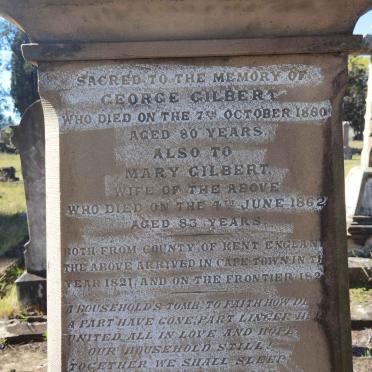 SACRED TO THE MEMORY OF
GEORGE GILBERT
WHO DIED ON THE 7TH OCTOBER 1860
AGED 80 YEARS.
ALSO TO
MARY GILBERT,
WIFE OF THE ABOVE
WHO DIED ON THE 4TH JUNE 1862
AGED 83 YEARS.
BOTH FROM COUNTY OF KENT ENGLAND
THE ABOVE ARRIVED IN CAPE TOWN IN THE
YEAR 1821, AND ON THE FRONTIER 182
A HOUSEHOLD'S TOMB, TO FAITH HOW DE
A PART HAVE GONE, PART LINGER
UNITED ALL IN LOVE AND HOPE
OUR HOUSEHOLD STILL!
TOGETHER WE SHALL SLEEP